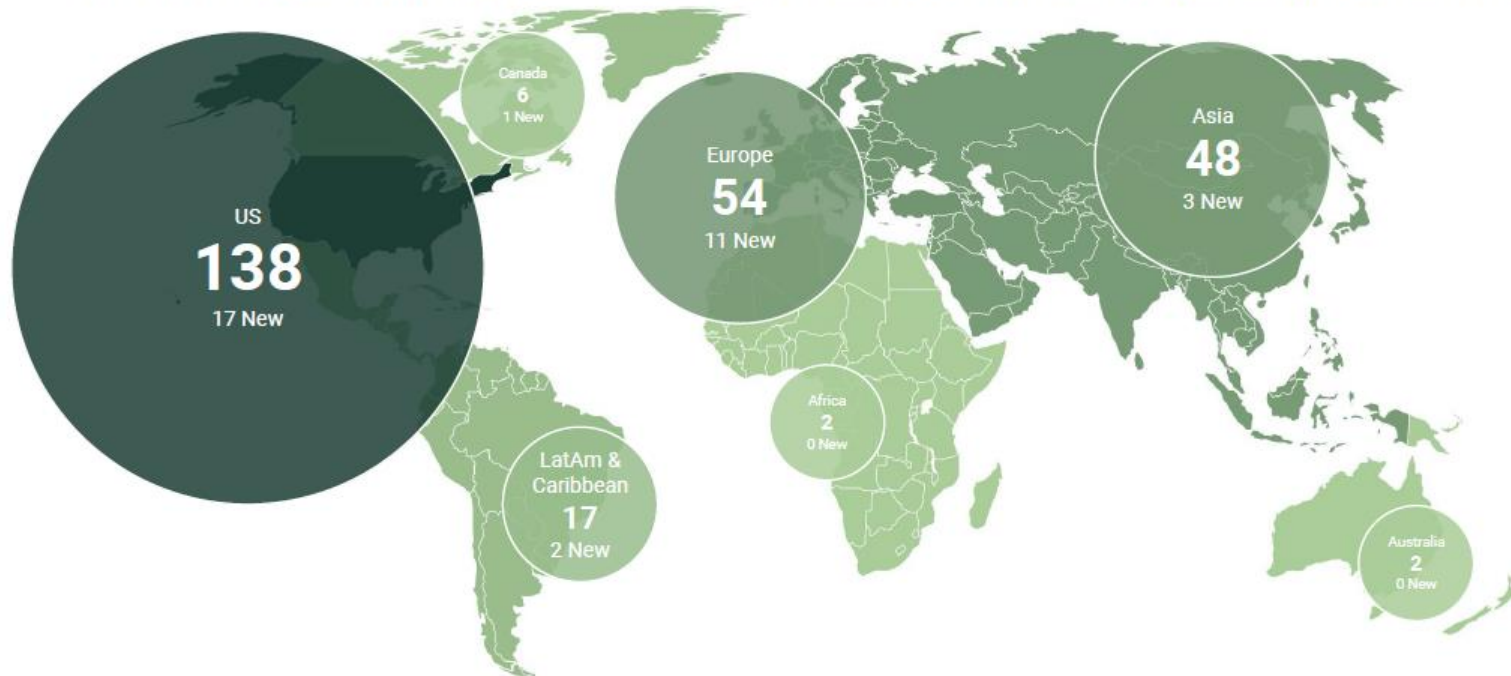 Canada
6
1 New
US
138
17 New
Europe
54
11 New
Asia
48
3 New
Africa
2
0 New
LatAm &
Caribbean
17
2 New
Australia
2
0 New